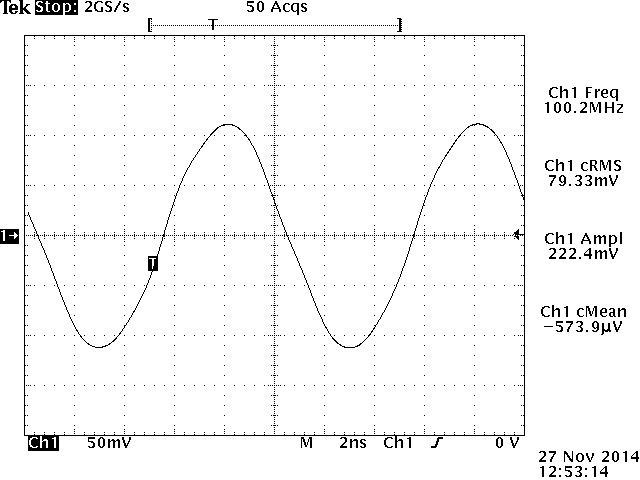 Tek Stop: 2GS/s 50 Acqs
T
Ch1 Freq
100.2MHz
Ch1 cRMS
79.33mV
1
Ch1 Ampl
222.4mV
T
Ch1 cMean
−573.9µV
Ch1 50mV M 2ns Ch1 0 V
27 Nov 2014
12:53:14